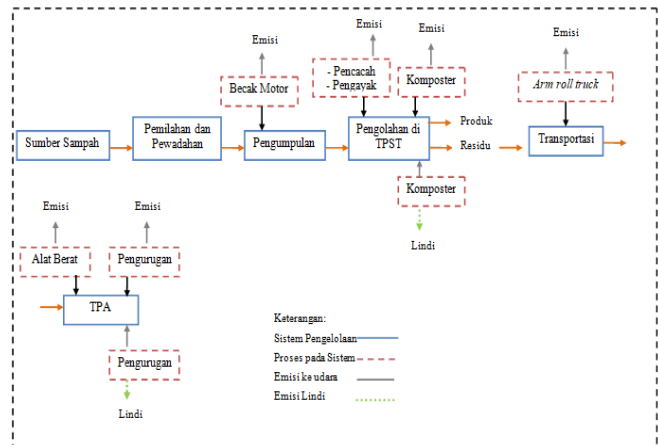 Emisi
Emisi
Emisi
Emisi
Becak Motor
- Pencacah
- Pengayak
Komposter
Arm roll truck
Sumber Sampah
Pemilahan dan
Pewadahan
Pengumpulan
Pengolahan di
TPST
Produk
Residu
Transportasi
Komposter
Lindi
Emisi
Emisi
Alat Berat
Pengurugan
TPA
Pengurugan
Lindi
Keterangan:
Sistem Pengelolaan
Proses pada Sistem
Emisi ke udara
Emisi Lindi